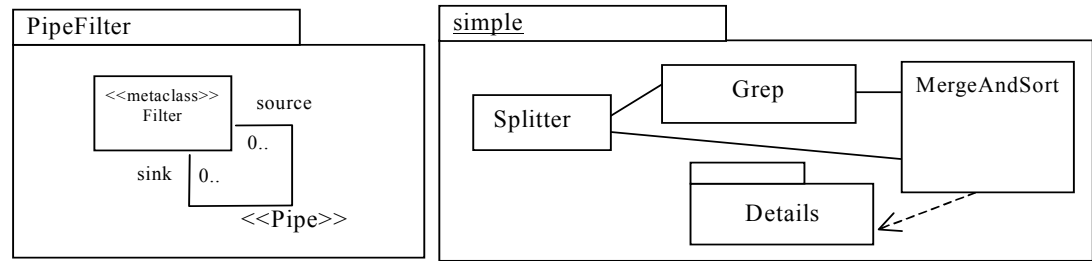 PipeFilter
<<metaclass>>
Filter
source
0..
sink
0..
<<Pipe>>
simple
Splitter
Grep
MergeAndSort
Details